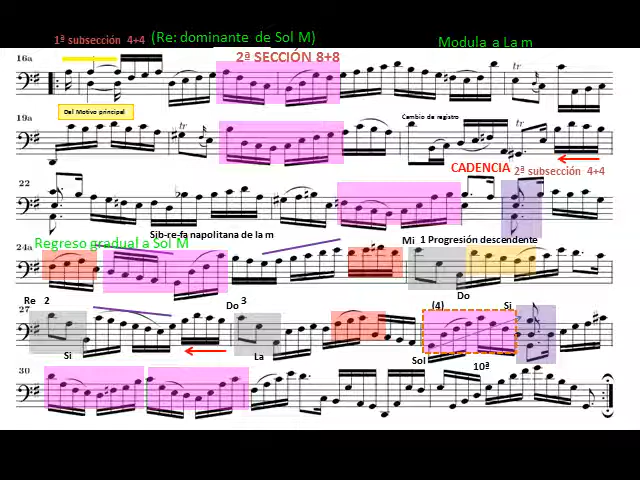 1ª subsección 4+4
(Re: dominante de Sol M)
Modula a La m
2ª SECCIÓN 8+8
16a
tr
Del Motivo principal
Cambio de registro
19a
tr
tr
CADENCIA
2ª subsección 4+4
22
Sib-re-fa napolitana de la m
Regreso gradual a Sol M
Mi
1 Progresión descendente
24a
Re
2
Do
3
Do
(4)
Si
27
Si
La
Sol
10ª
30